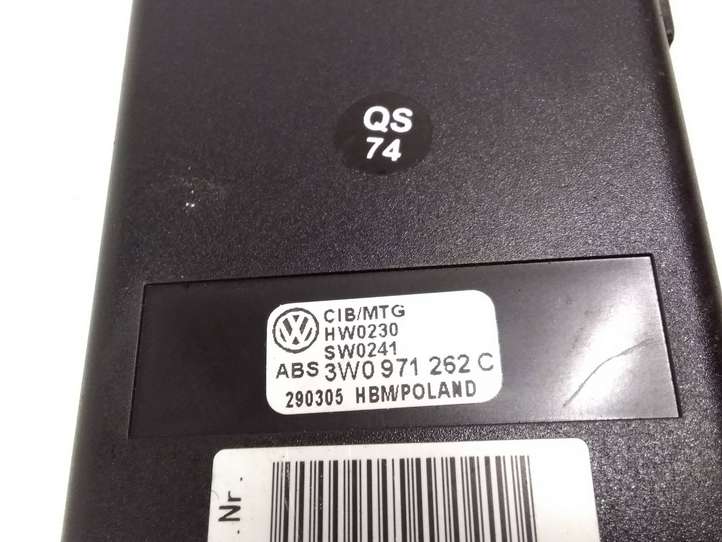 QS
74
CIB/MTG
HW0230
SW0241
ABS 3W0 971 262 C
290305 HBM/POLAND
.Nr.